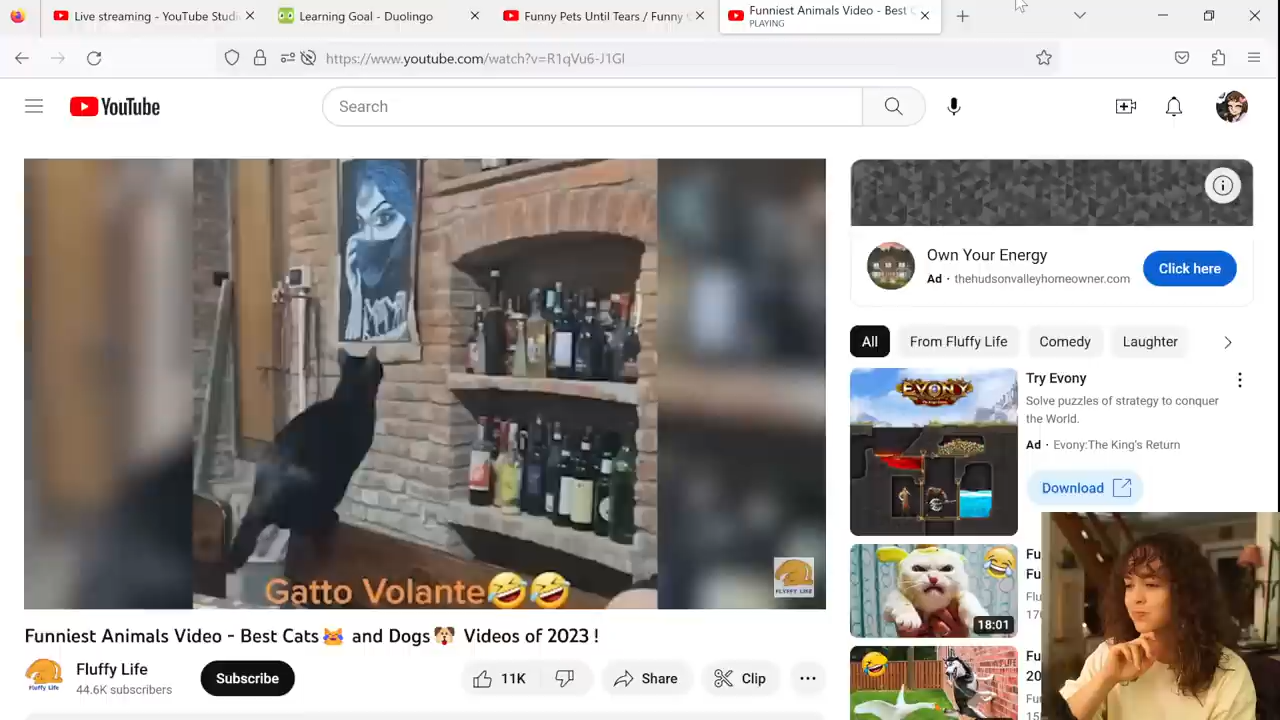 Live streaming - YouTube Studi
Learning Goal - Duolingo
Funny Pets Until Tears / Funny
Funniest Animals Video - Best C
PLAYING
https://www.youtube.com/watch?v=R1qVu6-J1GI
YouTube
Search
Own Your Energy
Ad · thehudsonvalleyhomeowner.com
Click here
All
From Fluffy Life
Comedy
Laughter
EVONY
Try Evony
Solve puzzles of strategy to conquer
the World.
Ad · Evony:The King's Return
Download
Gatto Volante🤣🤣
FLYFFY LIFE
18:01
Funniest Animals Video - Best Cats😹 and Dogs🐶 Videos of 2023 !
Fluffy Life
44.6K subscribers
Subscribe
11K
Share
Clip